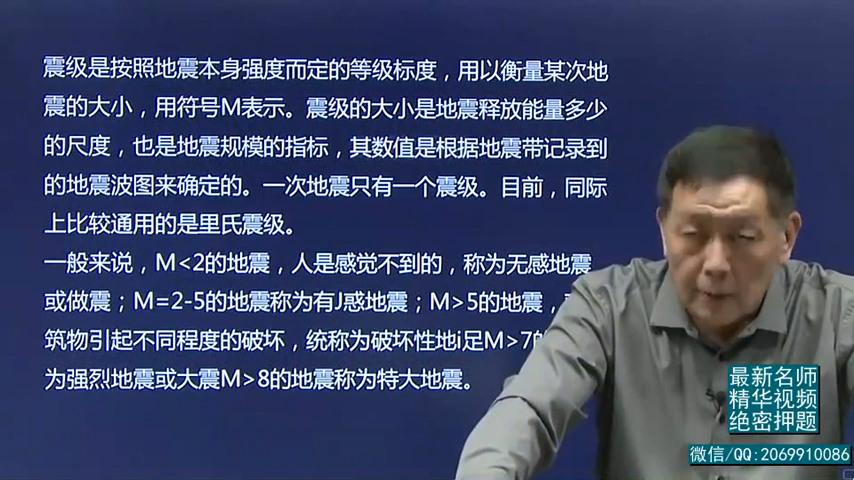 震级是按照地震本身强度而定的等级标度，用以衡量某次地
震的大小，用符号M表示。震级的大小是地震释放能量多少
的尺度，也是地震规模的指标，其数值是根据地震带记录到
的地震波图来确定的。一次地震只有一个震级。目前，同际
上比较通用的是里氏震级。
一般来说，M<2的地震，人是感觉不到的，称为无感地震
或做震；M=2-5的地震称为有J惑地震；M>5的地震，
筑物引起不同程度的破坏，统称为破坏性地i足M>7的
为强烈地震或大震M>8的地震称为特大地震。
最新名师
精华视频
绝密押题
微信/QQ:2069910086